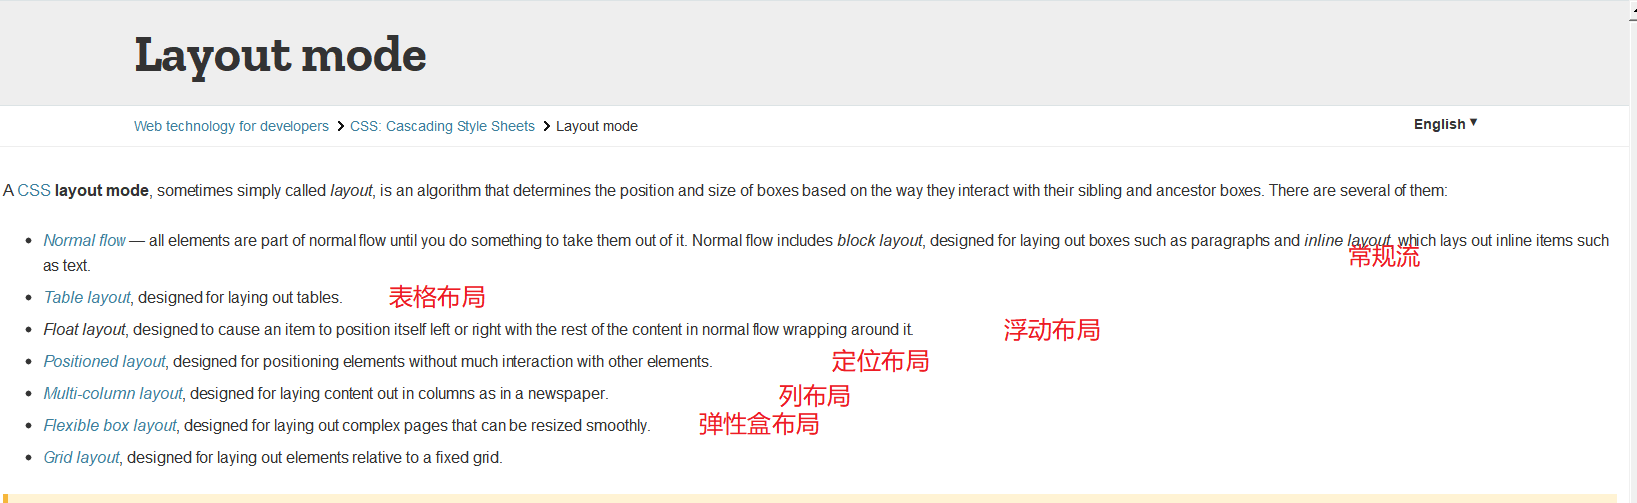 Layout mode
Web technology for developers > CSS: Cascading Style Sheets > Layout mode
English ▼
A CSS layout mode, sometimes simply called layout, is an algorithm that determines the position and size of boxes based on the way they interact with their sibling and ancestor boxes. There are several of them:
• Normal flow — all elements are part of normal flow until you do something to take them out of it. Normal flow includes block layout, designed for laying out boxes such as paragraphs and inline layout, which lays out inline items such
常规流
as text.
• Table layout, designed for laying out tables. 表格布局
• Float layout, designed to cause an item to position itself left or right with the rest of the content in normal flow wrapping around it. 浮动布局
• Positioned layout, designed for positioning elements without much interaction with other elements. 定位布局
• Multi-column layout, designed for laying content out in columns as in a newspaper. 列布局
• Flexible box layout, designed for laying out complex pages that can be resized smoothly. 弹性盒布局
• Grid layout, designed for laying out elements relative to a fixed grid.